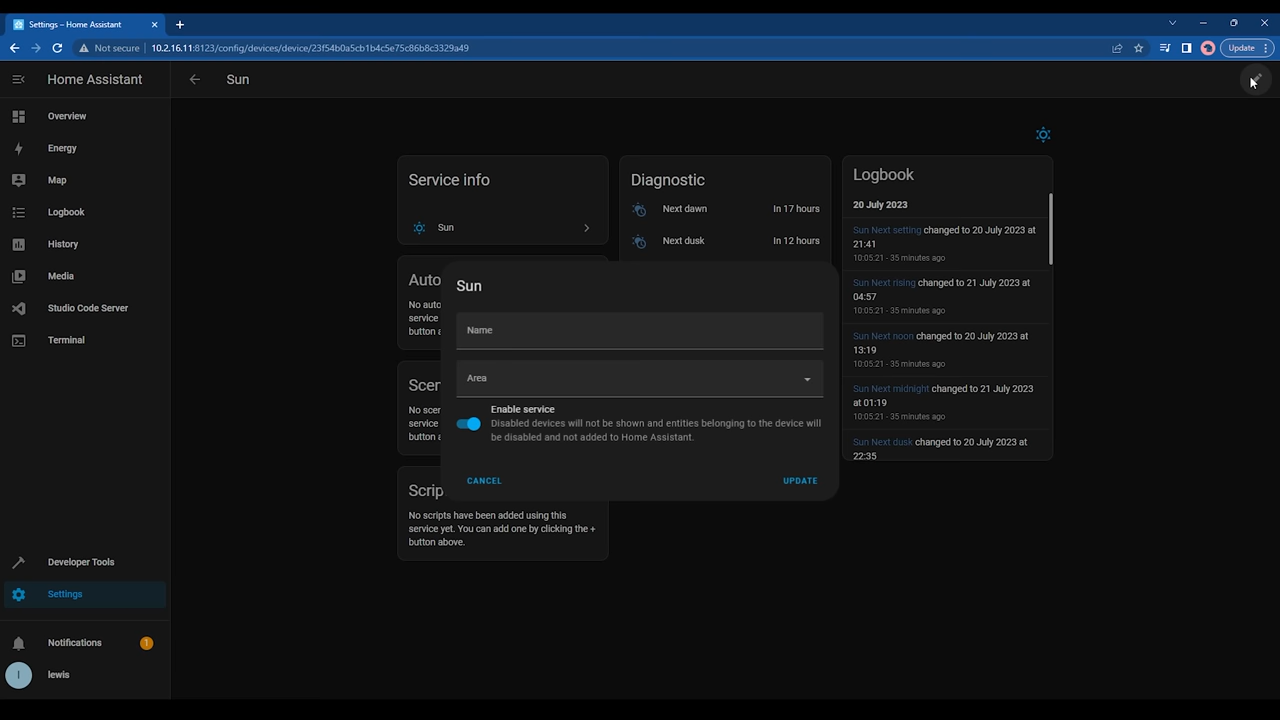 Settings – Home Assistant
Not secure
10.2.16.11:8123/config/devices/device/23f54b0a5cb1b4c5e75c86b8c3329a49
Update
Home Assistant
Sun
Overview
Energy
Map
Logbook
History
Media
Studio Code Server
Terminal
Developer Tools
Settings
Notifications
1
l
lewis
Service info
Sun
Auto
No auto
service
button a
Scen
No scen
service
button a
Scrip
No scripts have been added using this
service yet. You can add one by clicking the +
button above.
Diagnostic
Next dawn In 17 hours
Next dusk In 12 hours
Sun
Name
Area
Enable service
Disabled devices will not be shown and entities belonging to the device will
be disabled and not added to Home Assistant.
CANCEL
UPDATE
Logbook
20 July 2023
Sun Next setting changed to 20 July 2023 at
21:41
10:05:21 - 35 minutes ago
Sun Next rising changed to 21 July 2023 at
04:57
10:05:21 - 35 minutes ago
Sun Next noon changed to 20 July 2023 at
13:19
10:05:21 - 35 minutes ago
Sun Next midnight changed to 21 July 2023
at 01:19
10:05:21 - 35 minutes ago
Sun Next dusk changed to 20 July 2023 at
22:35